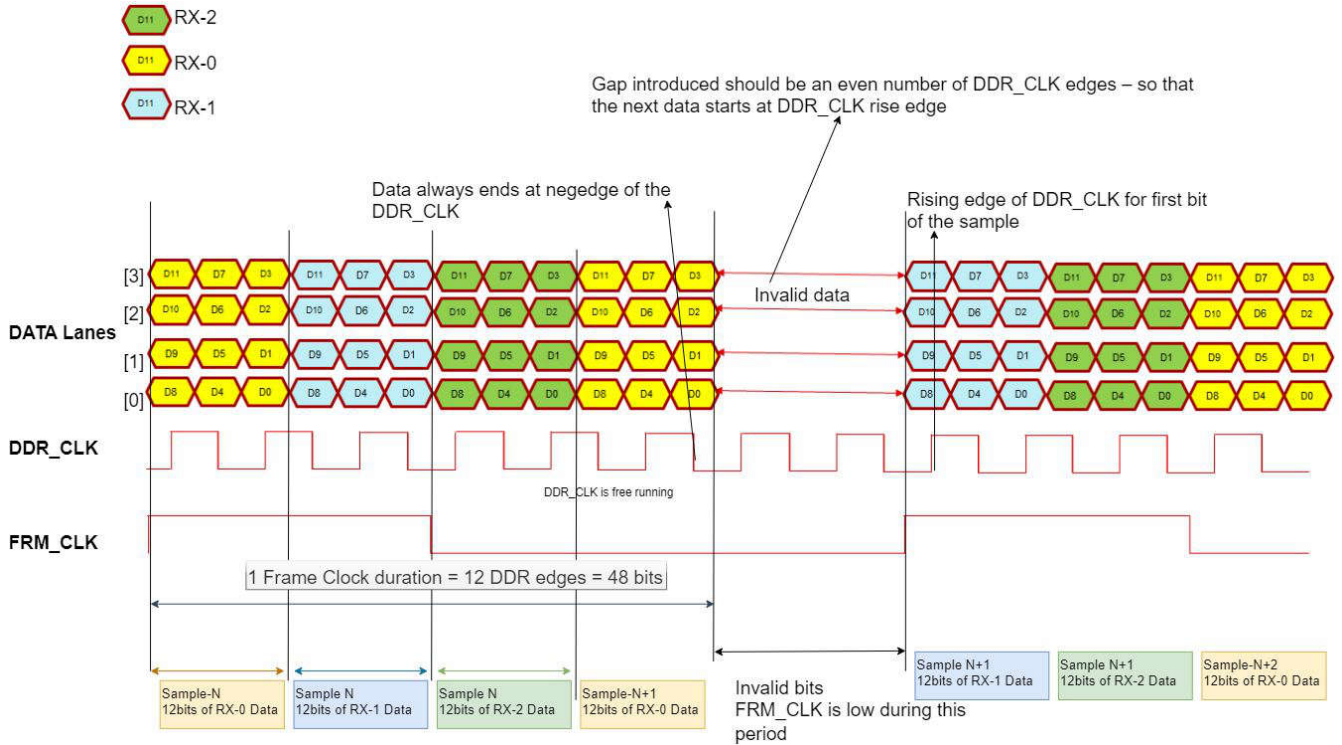 D11 RX-2
D11 RX-0
D11 RX-1
Gap introduced should be an even number of DDR_CLK edges – so that
the next data starts at DDR_CLK rise edge
Data always ends at negedge of the
DDR_CLK
Rising edge of DDR_CLK for first bit
of the sample
[3] D11 D7 D3 D11 D7 D3 D11 D7 D3 D11 D7 D3 D11 D7 D3 D11 D7 D3 D11 D7 D3
Invalid data
[2] D10 D6 D2 D10 D6 D2 D10 D6 D2 D10 D6 D2 D10 D6 D2 D10 D6 D2 D10 D6 D2
DATA Lanes
[1] D9 D5 D1 D9 D5 D1 D9 D5 D1 D9 D5 D1 D9 D5 D1 D9 D5 D1 D9 D5 D1
[0] D8 D4 D0 D8 D4 D0 D8 D4 D0 D8 D4 D0 D8 D4 D0 D8 D4 D0 D8 D4 D0
DDR_CLK
DDR_CLK is free running
FRM_CLK
1 Frame Clock duration = 12 DDR edges = 48 bits
Sample-N
12bits of RX-0 Data
Sample N
12bits of RX-1 Data
Sample N
12bits of RX-2 Data
Sample-N+1
12bits of RX-0 Data
Invalid bits
FRM_CLK is low during this
period
Sample N+1
12bits of RX-1 Data
Sample N+1
12bits of RX-2 Data
Sample-N+2
12bits of RX-0 Data